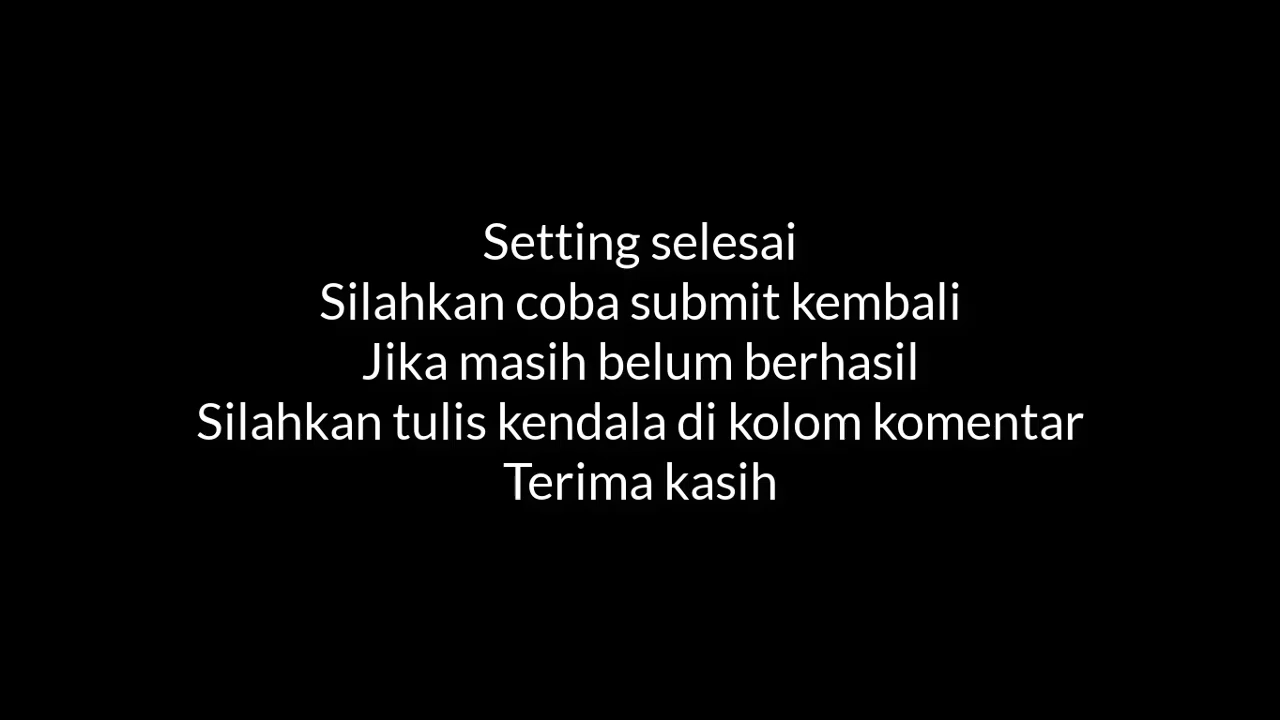 Setting selesai
Silahkan coba submit kembali
Jika masih belum berhasil
Silahkan tulis kendala di kolom komentar
Terima kasih